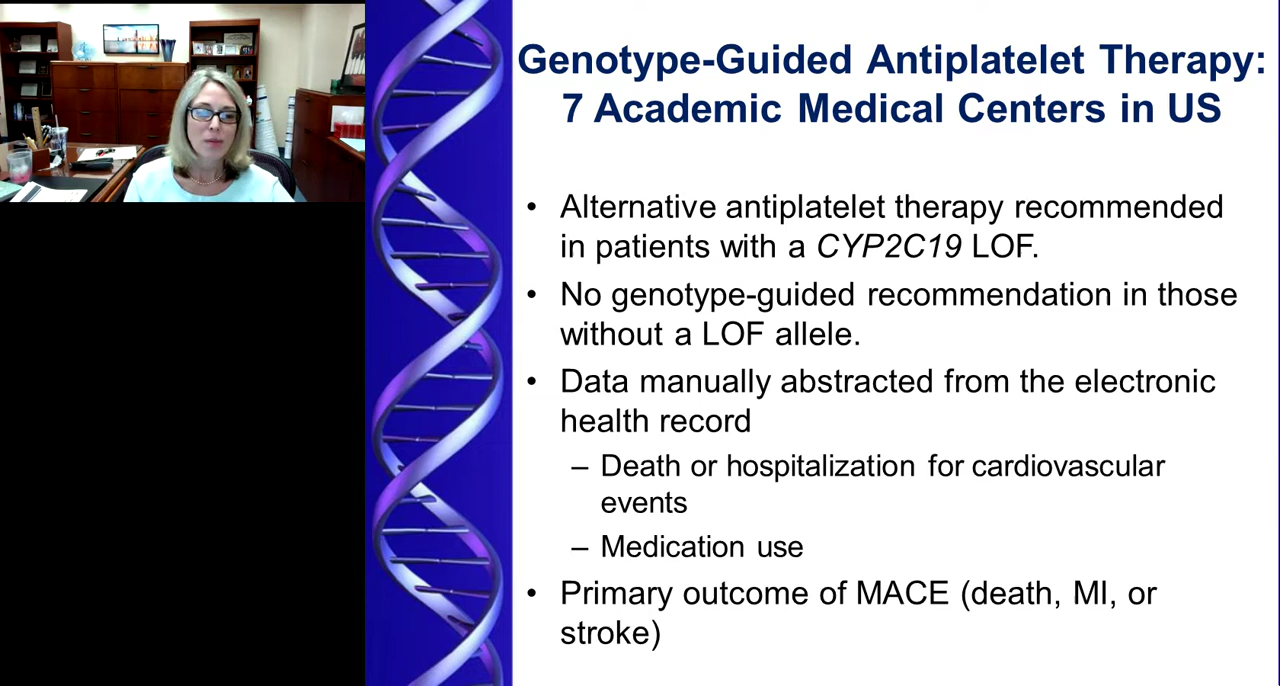 Genotype-Guided Antiplatelet Therapy:
7 Academic Medical Centers in US
• Alternative antiplatelet therapy recommended
in patients with a CYP2C19 LOF.
• No genotype-guided recommendation in those
without a LOF allele.
• Data manually abstracted from the electronic
health record
– Death or hospitalization for cardiovascular
events
– Medication use
• Primary outcome of MACE (death, MI, or
stroke)